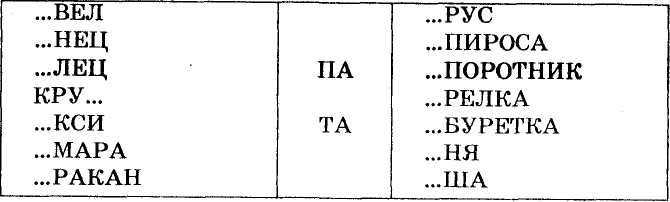 ...ВЕЛ
...НЕЦ
...ЛЕЦ
КРУ...
...КСИ
...МАРА
...РАКАН
ПА
ТА
...РУС
...ПИРОСА
...ПОРОТНИК
...РЕЛКА
...БУРЕТКА
...НЯ
...ША